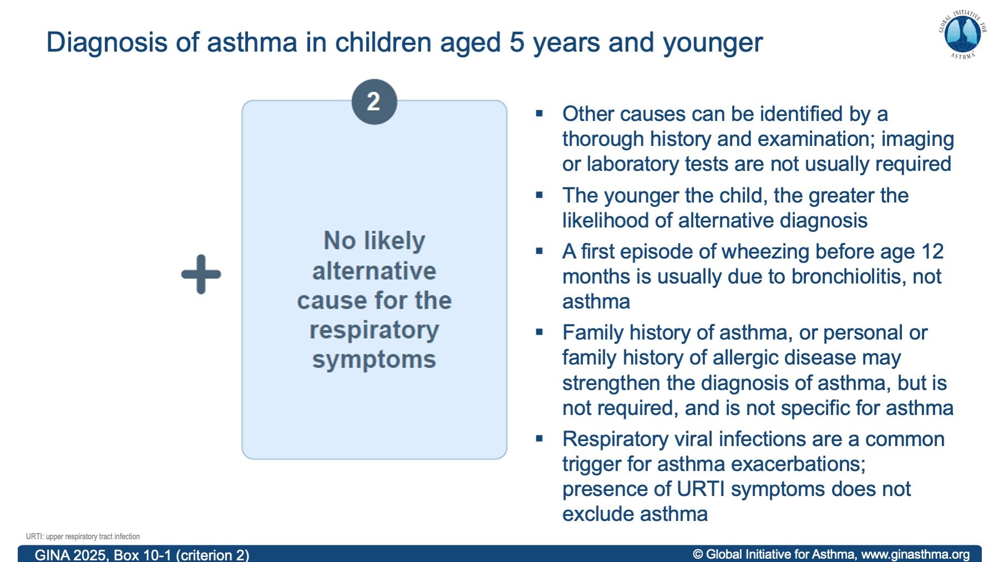 Diagnosis of asthma in children aged 5 years and younger
GLOBAL INITIATIVE FOR
ASTHMA
2
No likely
alternative
cause for the
respiratory
symptoms
▪ Other causes can be identified by a
thorough history and examination; imaging
or laboratory tests are not usually required
▪ The younger the child, the greater the
likelihood of alternative diagnosis
▪ A first episode of wheezing before age 12
months is usually due to bronchiolitis, not
asthma
▪ Family history of asthma, or personal or
family history of allergic disease may
strengthen the diagnosis of asthma, but is
not required, and is not specific for asthma
▪ Respiratory viral infections are a common
trigger for asthma exacerbations;
presence of URTI symptoms does not
exclude asthma
URTI: upper respiratory tract infection
GINA 2025, Box 10-1 (criterion 2)
© Global Initiative for Asthma, www.ginasthma.org